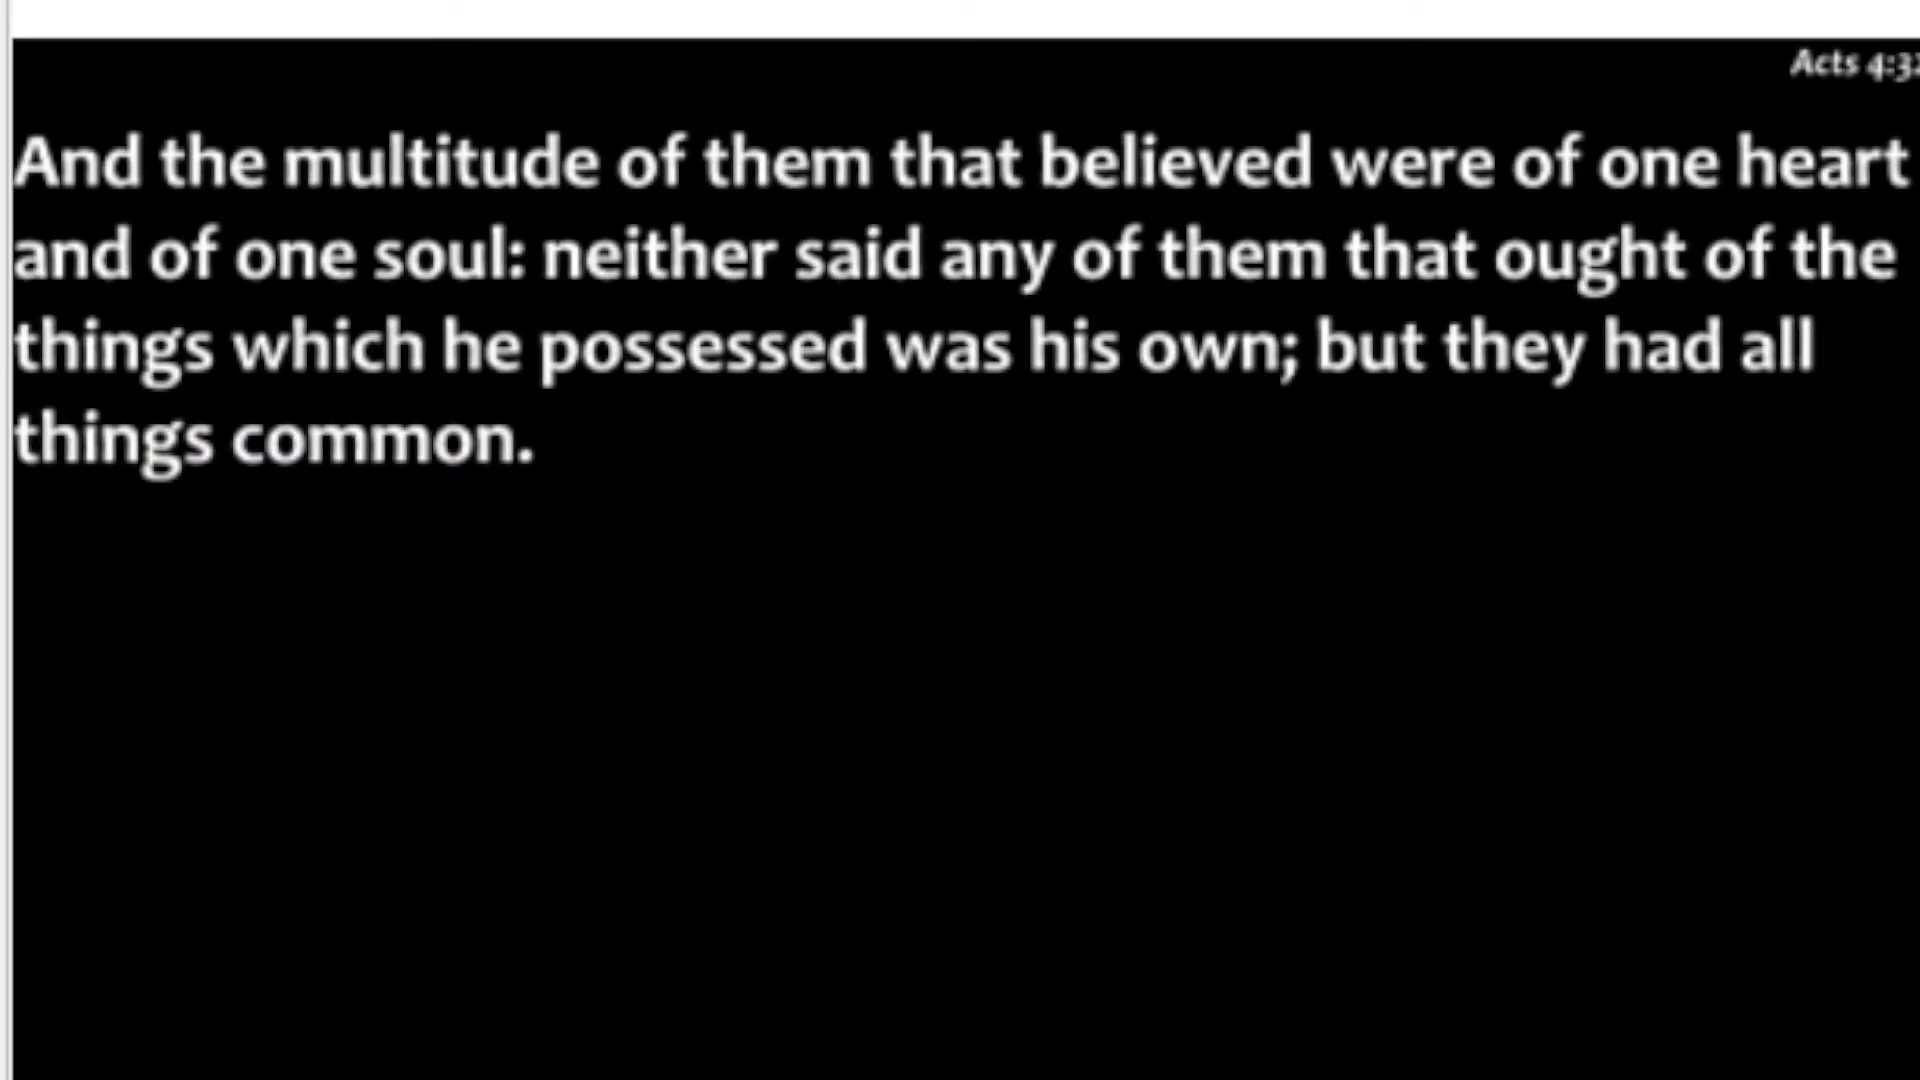 Acts 4:32
And the multitude of them that believed were of one heart
and of one soul: neither said any of them that ought of the
things which he possessed was his own; but they had all
things common.